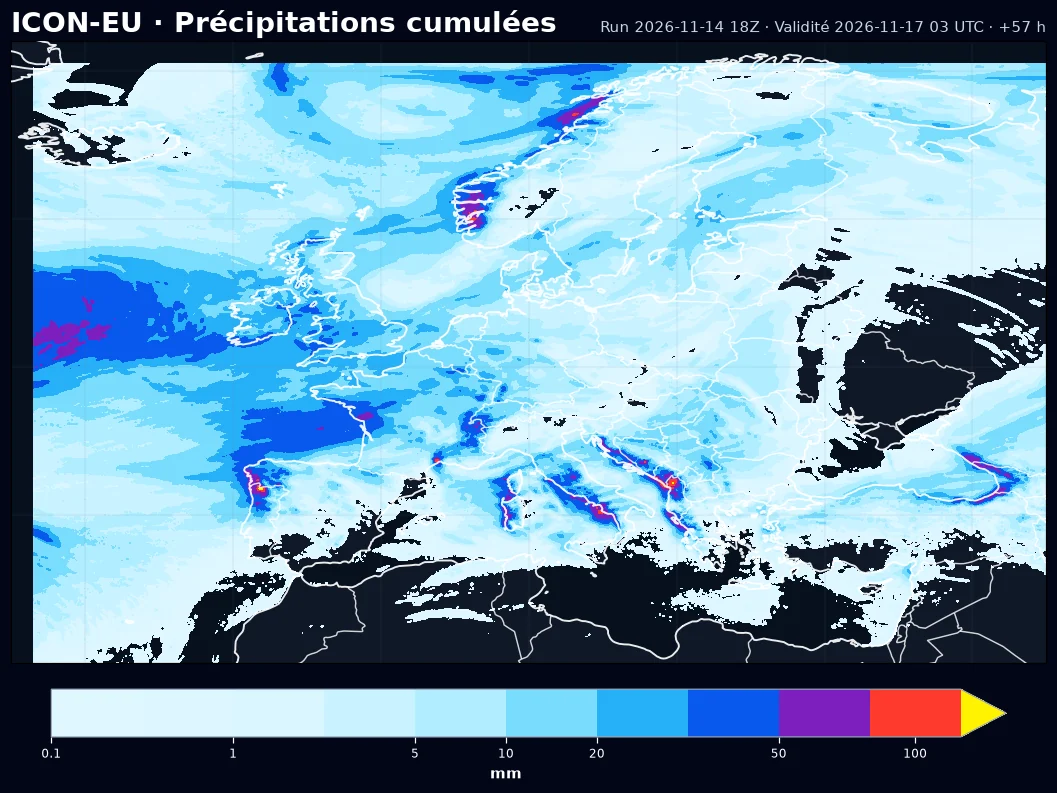 ICON-EU · Précipitations cumulées
Run 2026-11-14 18Z · Validité 2026-11-17 03 UTC · +57 h
0.1 1 5 10 20 50 100
mm